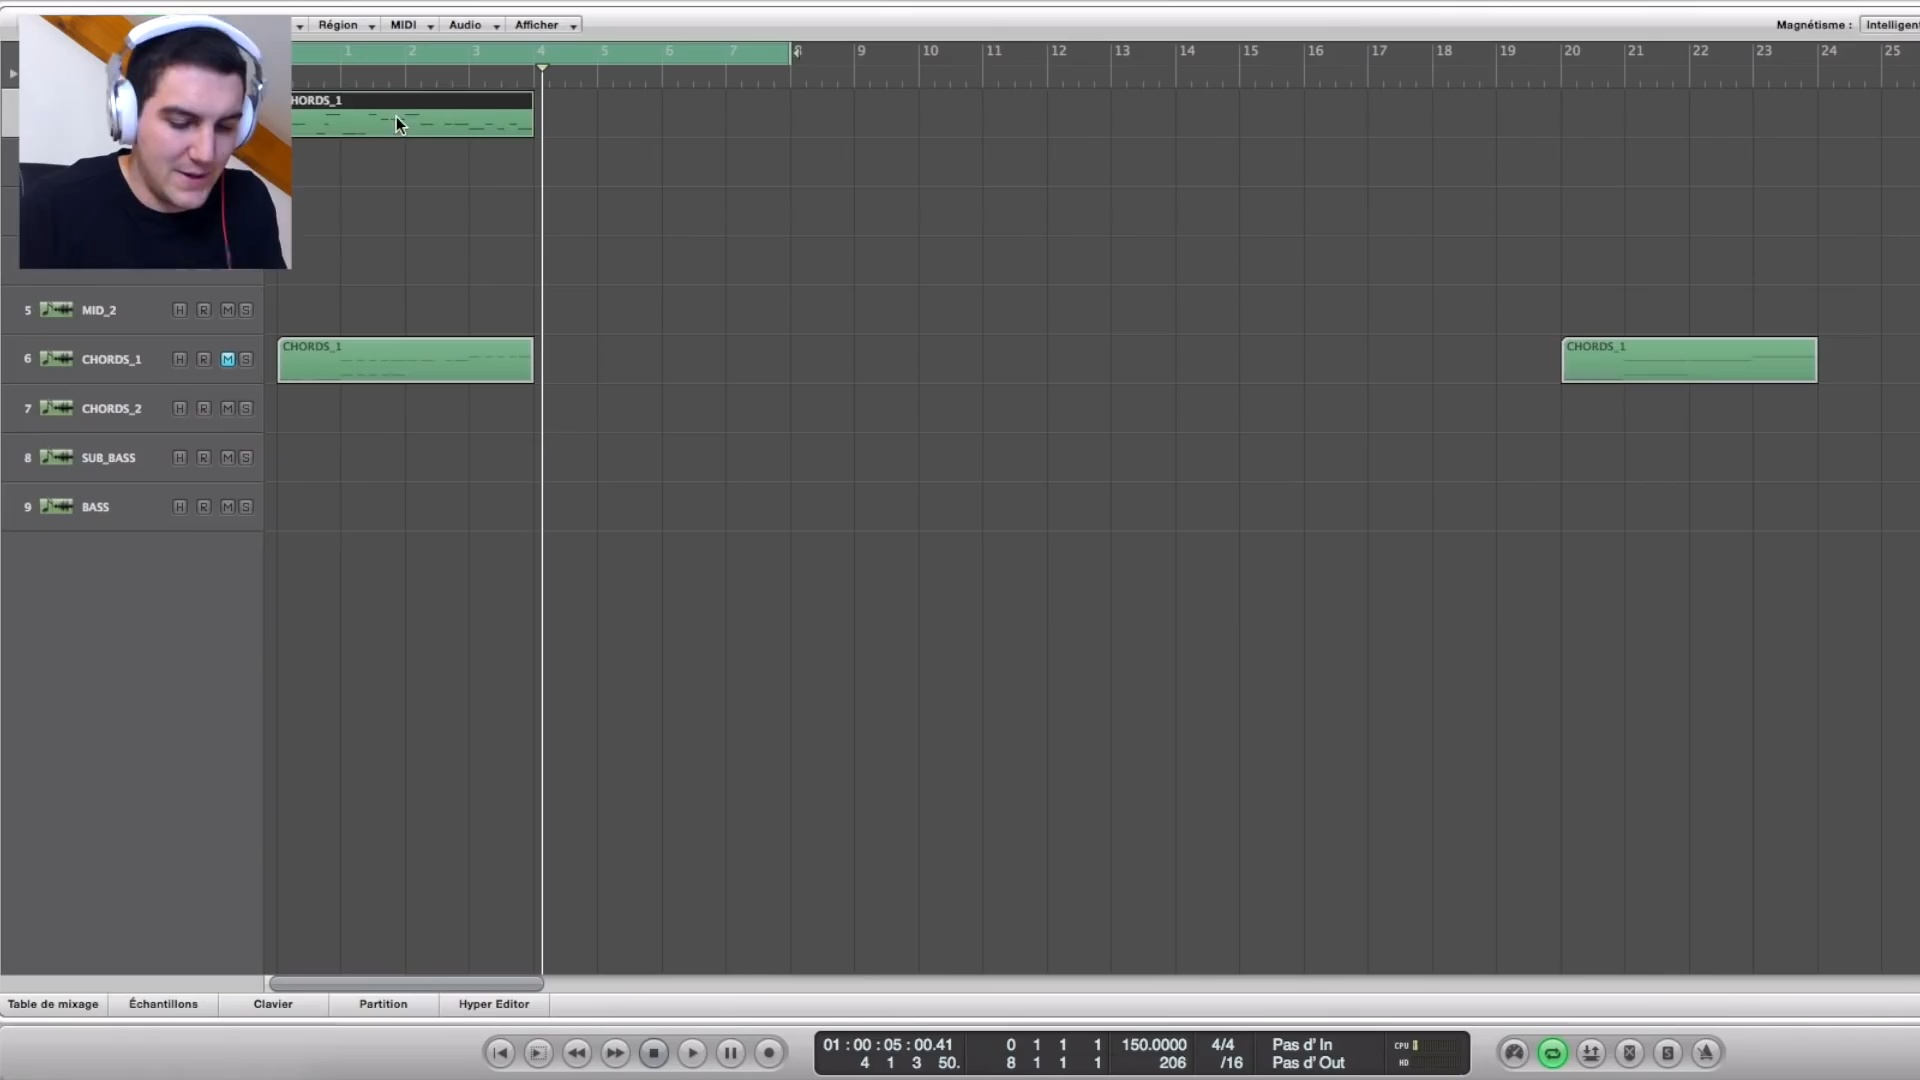 Région MIDI Audio Afficher Magnétisme : Intelligent
1 2 3 4 5 6 7 8 9 10 11 12 13 14 15 16 17 18 19 20 21 22 23 24 25
HORDS_1
5 MID_2 H R M S
CHORDS_1 CHORDS_1
6 CHORDS_1 H R M S
7 CHORDS_2 H R M S
8 SUB_BASS H R M S
9 BASS H R M S
Table de mixage Échantillons Clavier Partition Hyper Editor
01 : 00 : 05 : 00.41 0 1 1 1 150.0000 4/4 Pas d' In CPU
4 1 3 50. 8 1 1 1 206 /16 Pas d' Out HD
S